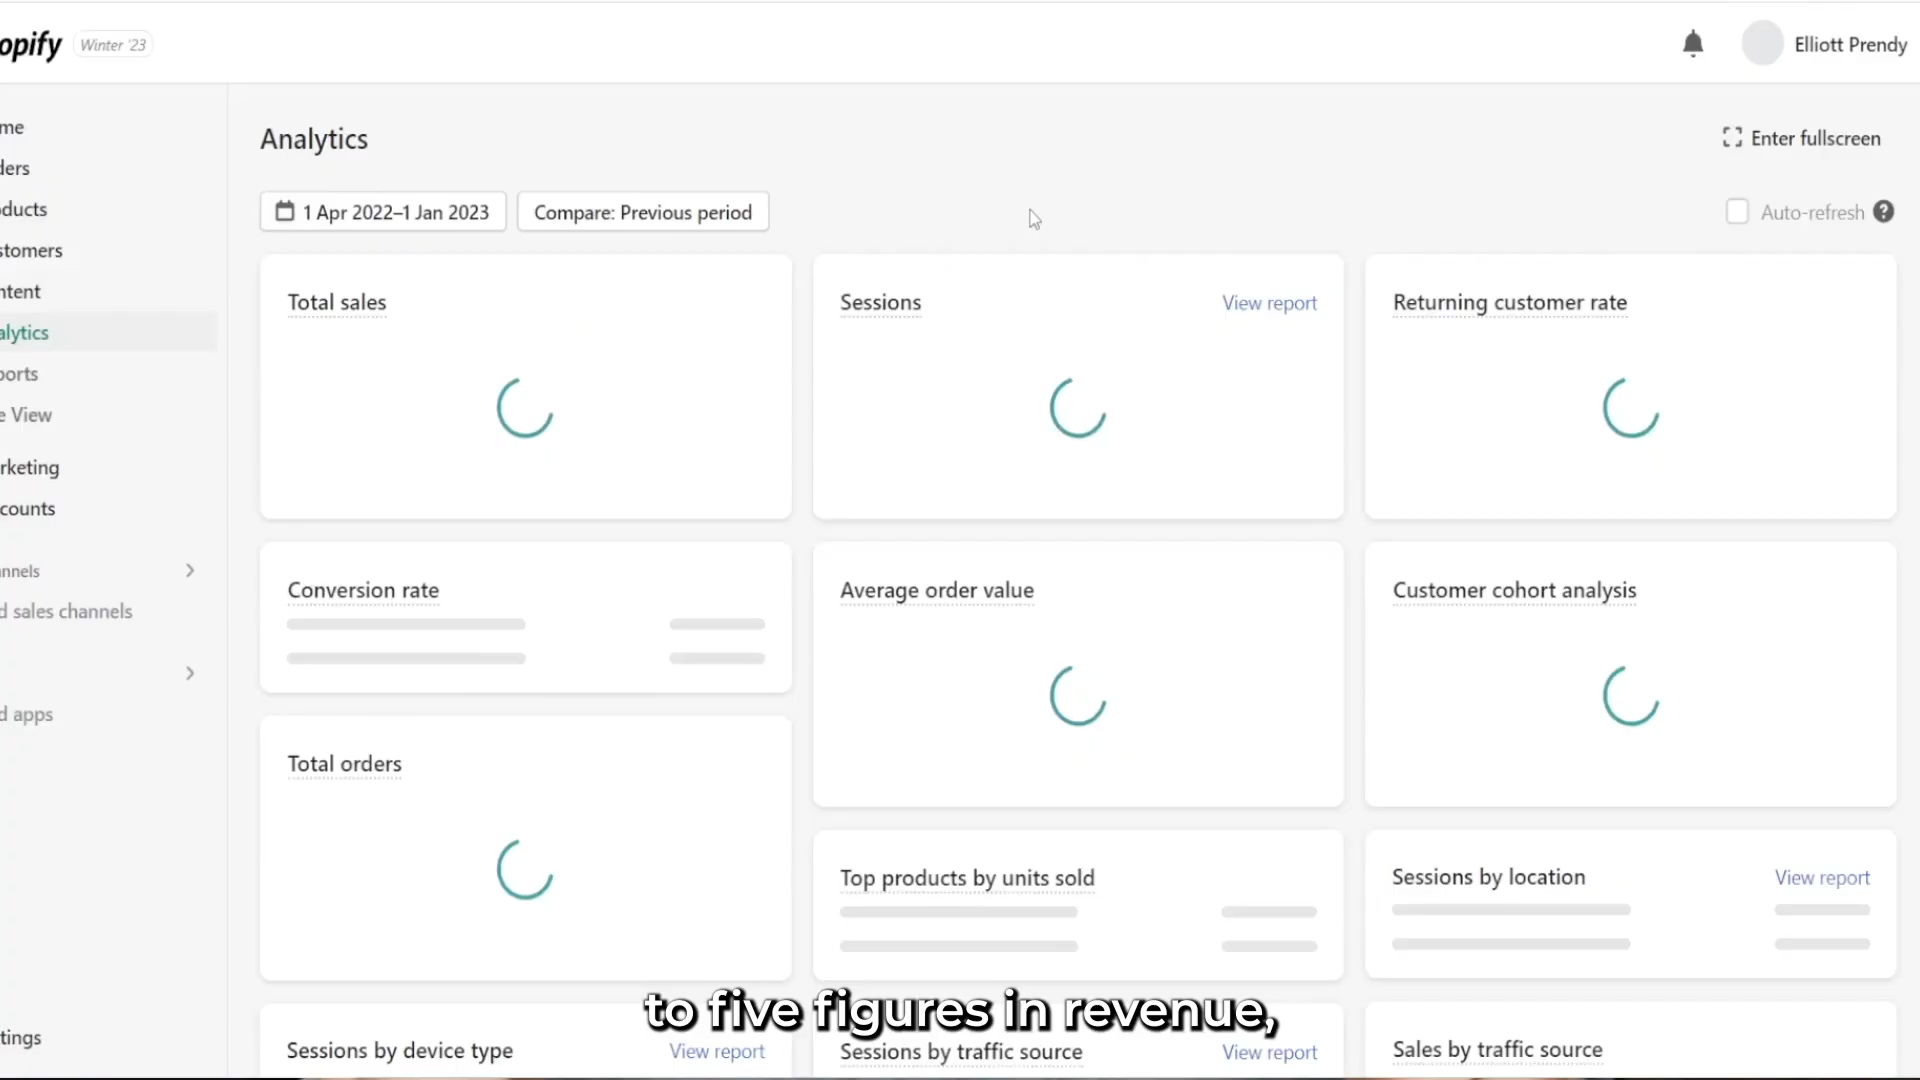 opify Winter '23
Elliott Prendy
me
ders
ducts
stomers
ntent
alytics
ports
e View
rketing
counts
nnels
d sales channels
d apps
tings
Analytics
Enter fullscreen
1 Apr 2022–1 Jan 2023
Compare: Previous period
Auto-refresh ?
Total sales
Sessions
View report
Returning customer rate
Conversion rate
Average order value
Customer cohort analysis
Total orders
Top products by units sold
Sessions by location
View report
to five figures in revenue,
Sessions by device type
View report
Sessions by traffic source
View report
Sales by traffic source